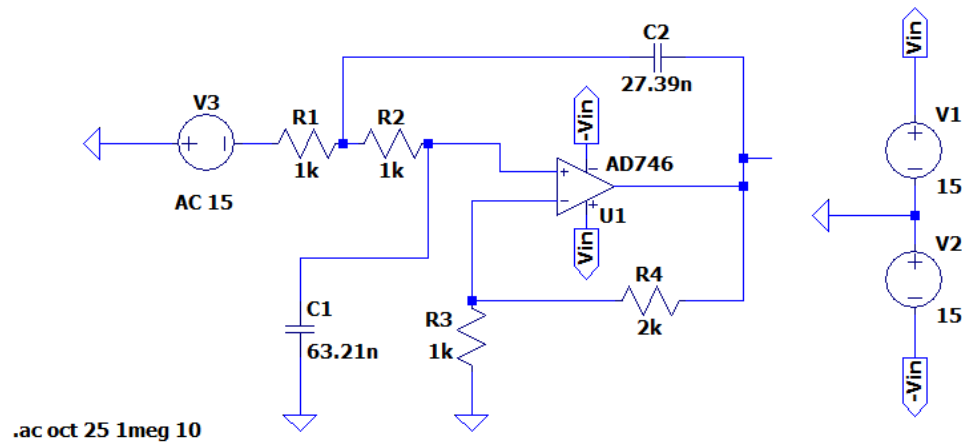 C2
27.39n
Vin
V3
R1
R2
-Vin
V1
+
−
1k
1k
+
−
AD746
+
−
AC 15
−
+
U1
15
Vin
V2
R4
+
−
C1
R3
2k
15
63.21n
1k
-Vin
.ac oct 25 1meg 10